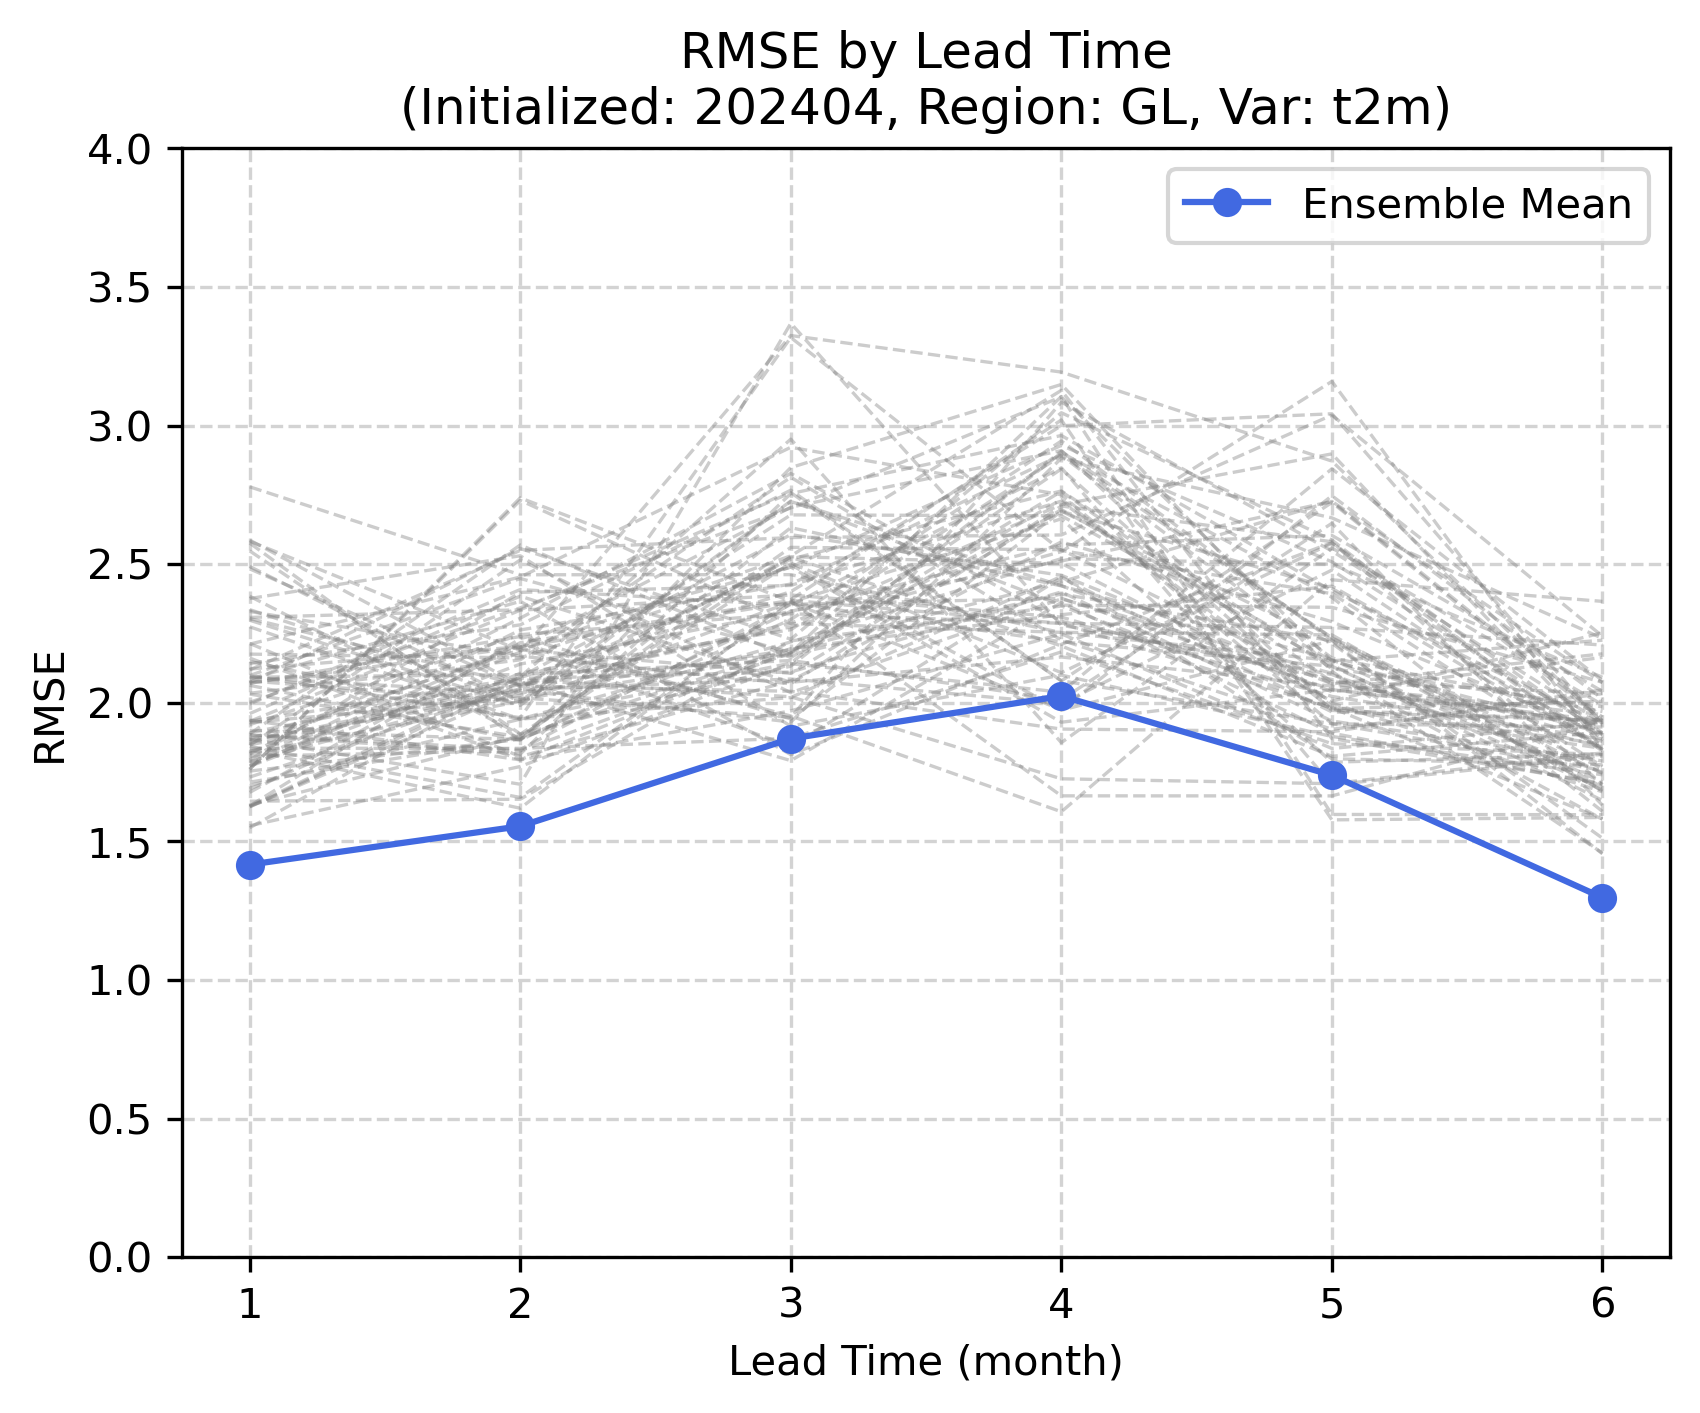 RMSE by Lead Time
(Initialized: 202404, Region: GL, Var: t2m)
Ensemble Mean
RMSE
4.0
3.5
3.0
2.5
2.0
1.5
1.0
0.5
0.0
1 2 3 4 5 6
Lead Time (month)